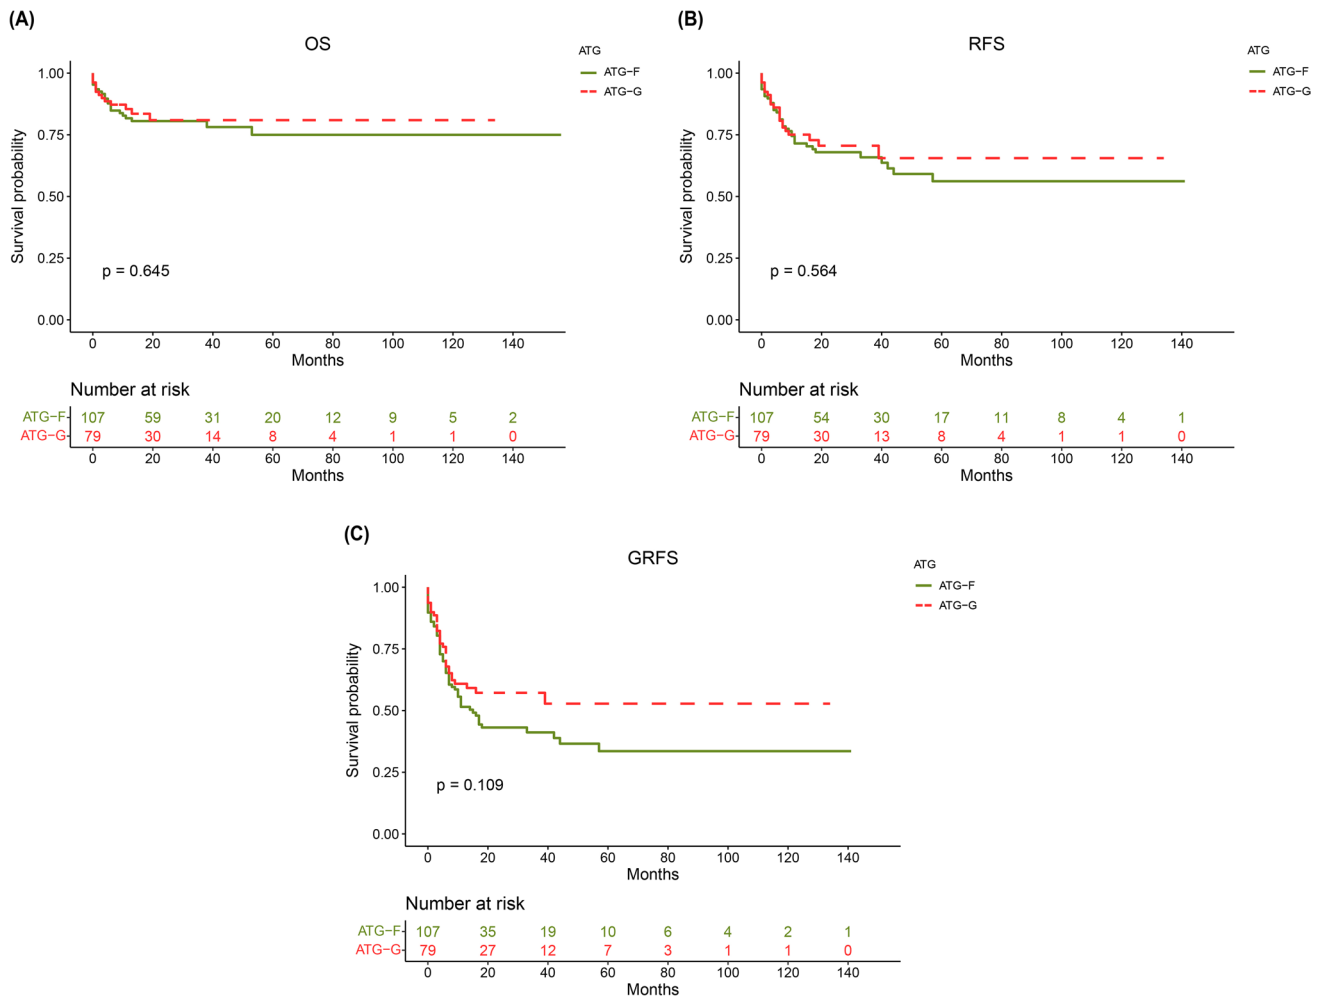 (A)
OS
ATG
ATG−F
ATG−G
Survival probability
1.00
0.75
0.50
0.25
0.00
p = 0.645
0 20 40 60 80 100 120 140
Months
Number at risk
ATG−F 107 59 31 20 12 9 5 2
ATG−G 79 30 14 8 4 1 1 0
0 20 40 60 80 100 120 140
Months
(B)
RFS
ATG
ATG−F
ATG−G
Survival probability
1.00
0.75
0.50
0.25
0.00
p = 0.564
0 20 40 60 80 100 120 140
Months
Number at risk
ATG−F 107 54 30 17 11 8 4 1
ATG−G 79 30 13 8 4 1 1 0
0 20 40 60 80 100 120 140
Months
(C)
GRFS
ATG
ATG−F
ATG−G
Survival probability
1.00
0.75
0.50
0.25
0.00
p = 0.109
0 20 40 60 80 100 120 140
Months
Number at risk
ATG−F 107 35 19 10 6 4 2 1
ATG−G 79 27 12 7 3 1 1 0
0 20 40 60 80 100 120 140
Months